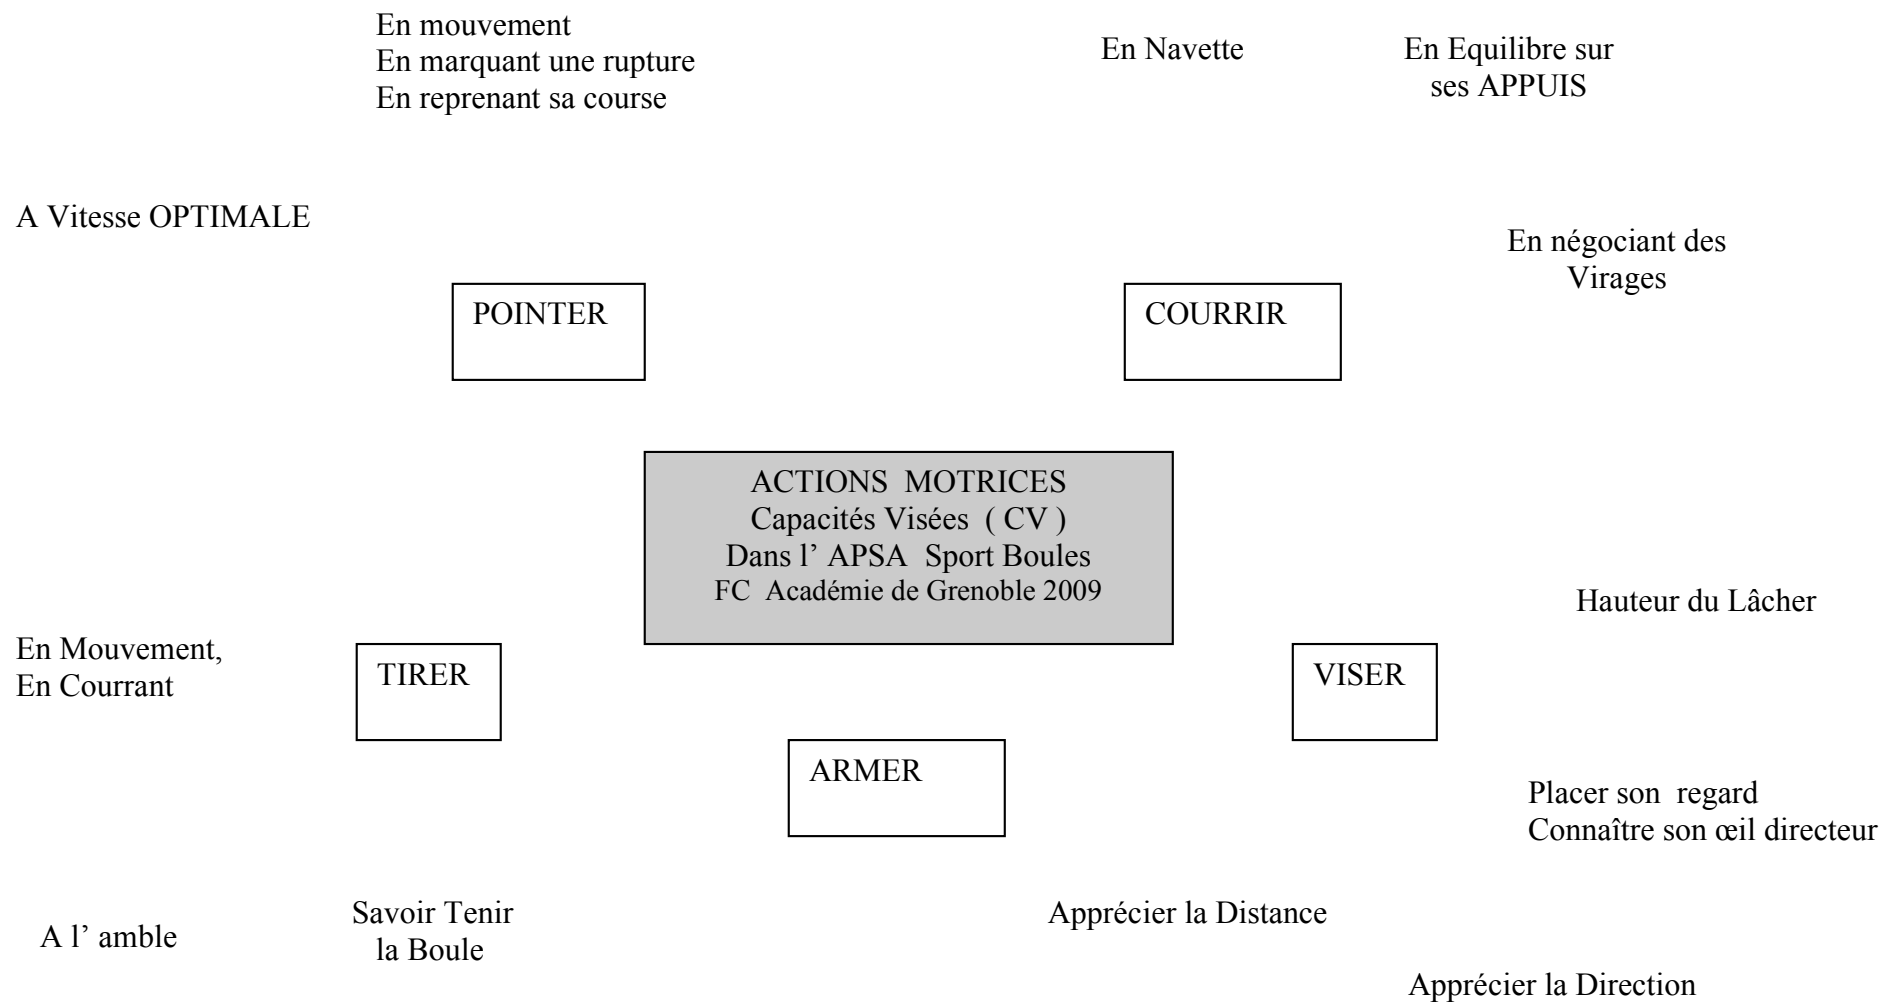 En mouvement
En marquant une rupture
En reprenant sa course
En Navette
En Equilibre sur
ses APPUIS
A Vitesse OPTIMALE
En négociant des
Virages
POINTER
COURRIR
ACTIONS MOTRICES
Capacités Visées ( CV )
Dans l’ APSA Sport Boules
FC Académie de Grenoble 2009
Hauteur du Lâcher
En Mouvement,
En Courrant
TIRER
VISER
ARMER
Placer son regard
Connaître son œil directeur
A l’ amble
Savoir Tenir
la Boule
Apprécier la Distance
Apprécier la Direction